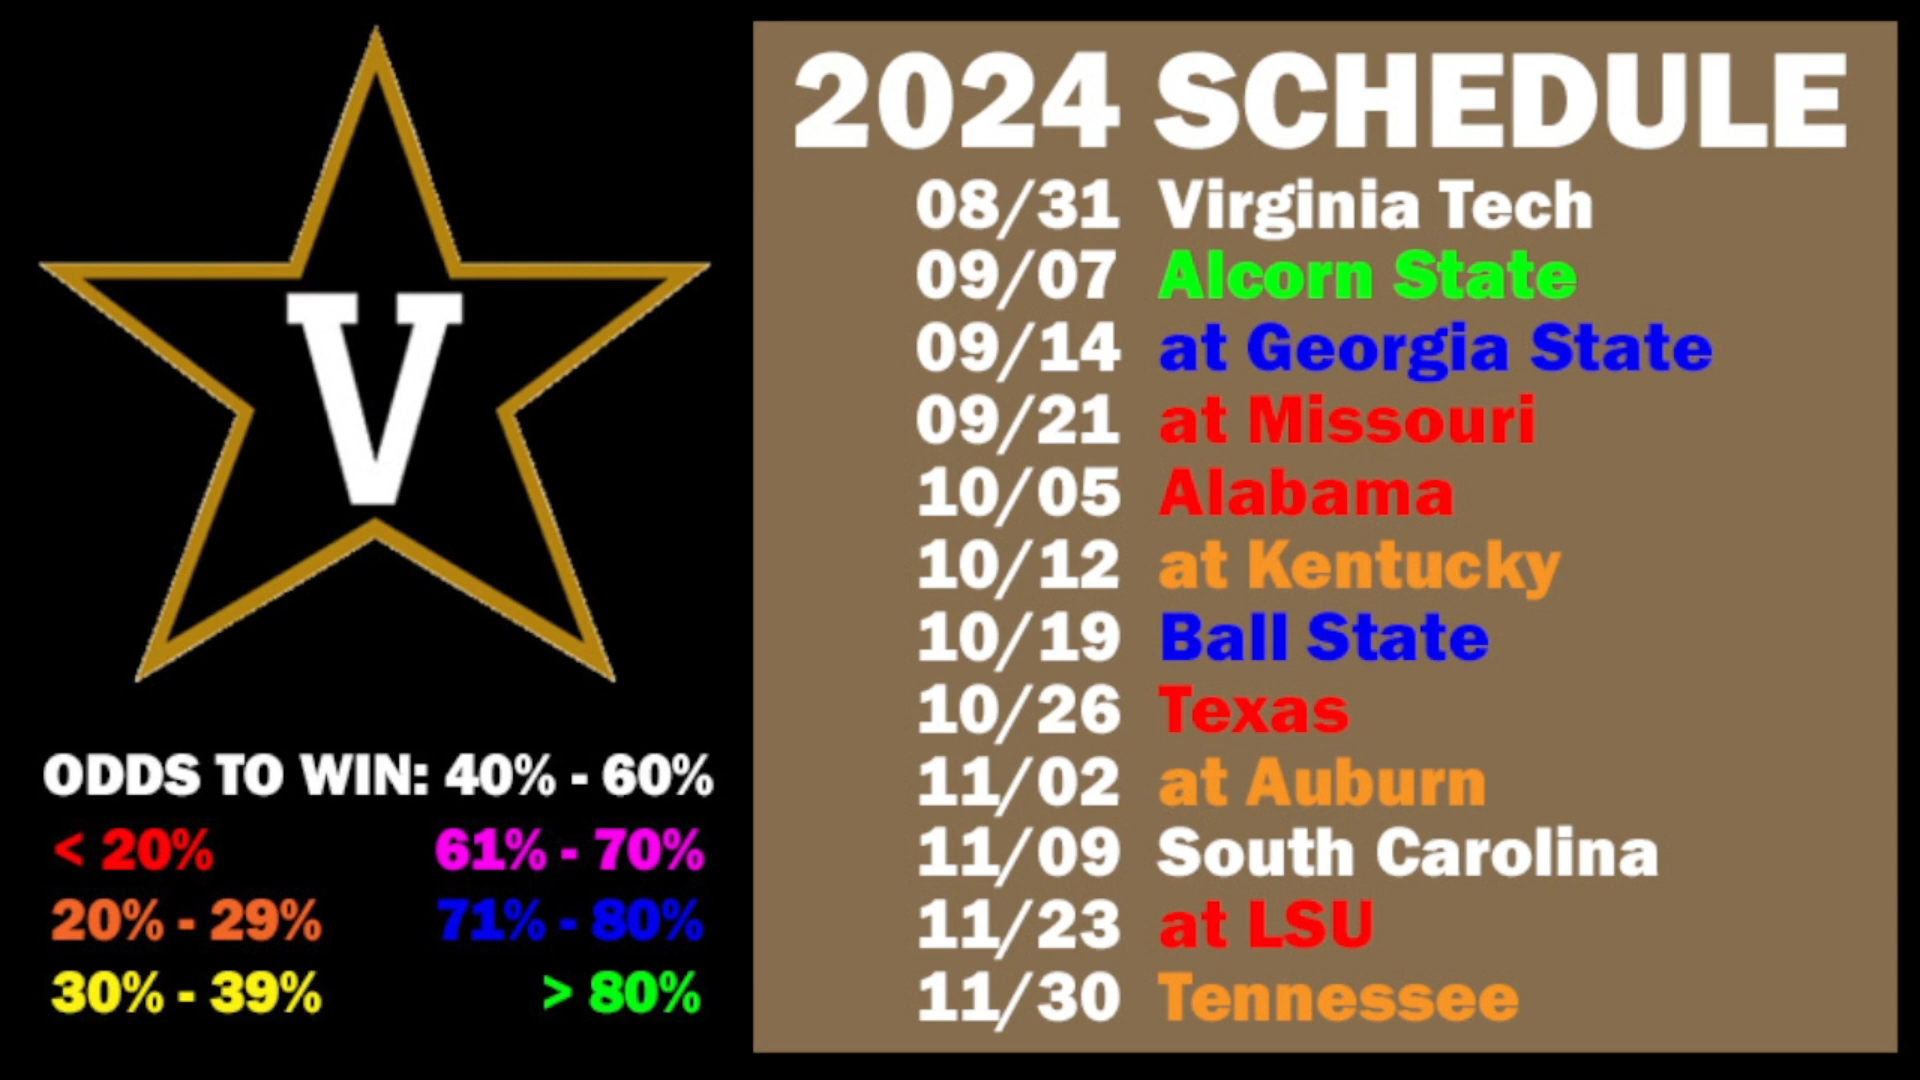 V
ODDS TO WIN: 40% - 60%
< 20% 61% - 70%
20% - 29% 71% - 80%
30% - 39% > 80%
2024 SCHEDULE
08/31 Virginia Tech
09/07 Alcorn State
09/14 at Georgia State
09/21 at Missouri
10/05 Alabama
10/12 at Kentucky
10/19 Ball State
10/26 Texas
11/02 at Auburn
11/09 South Carolina
11/23 at LSU
11/30 Tennessee